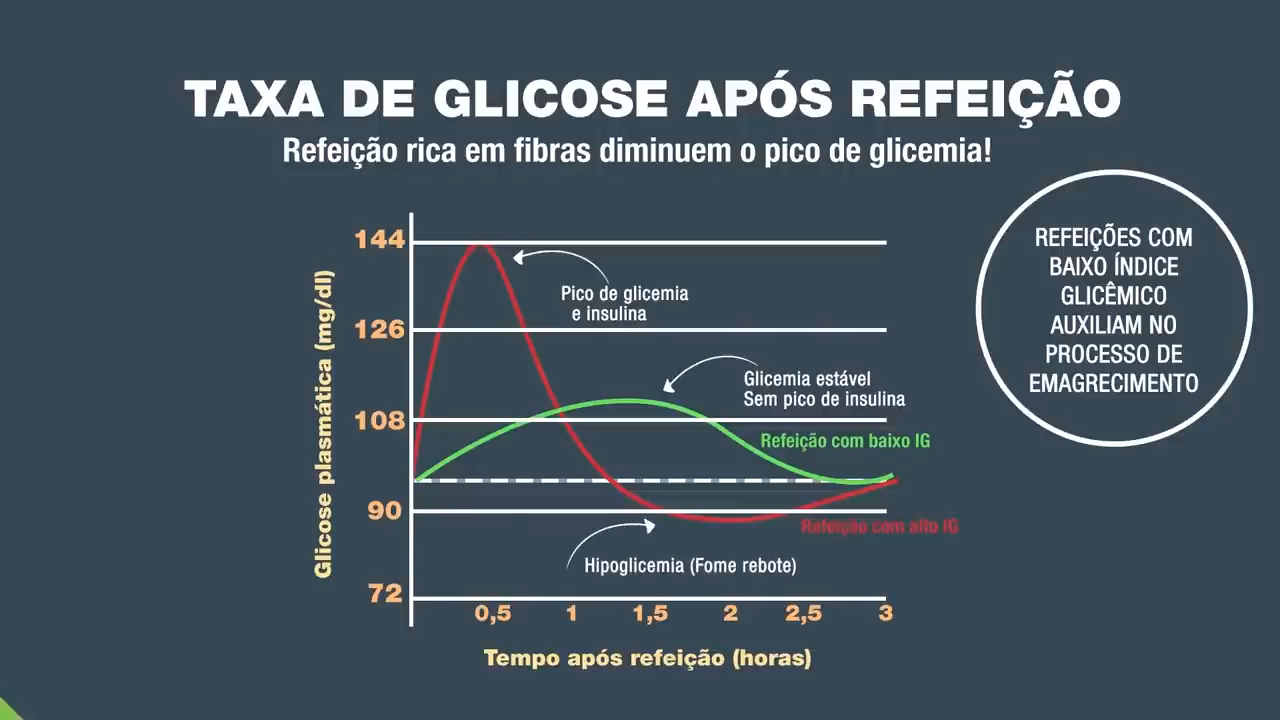 TAXA DE GLICOSE APÓS REFEIÇÃO
Refeição rica em fibras diminuem o pico de glicemia!
REFEIÇÕES COM
BAIXO ÍNDICE
GLICÊMICO
AUXILIAM NO
PROCESSO DE
EMAGRECIMENTO
Glicose plasmática (mg/dl)
144
126
108
90
72
Pico de glicemia
e insulina
Glicemia estável
Sem pico de insulina
Refeição com baixo IG
Refeição com alto IG
Hipoglicemia (Fome rebote)
0,5 1 1,5 2 2,5 3
Tempo após refeição (horas)